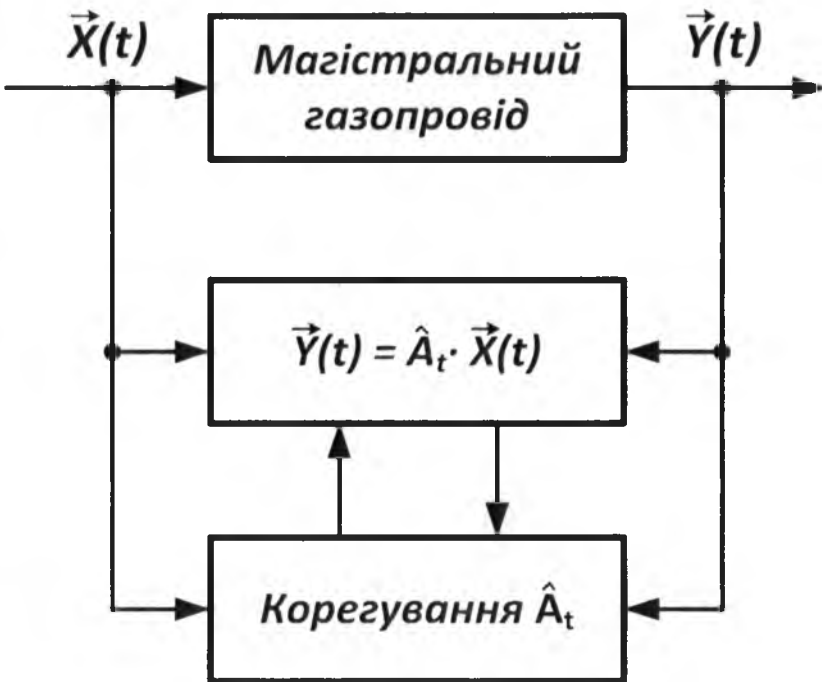 X⃗(t)
Y⃗(t)
Магістральний
газопровід
Y⃗(t) = Â_t · X⃗(t)
Корегування Â_t